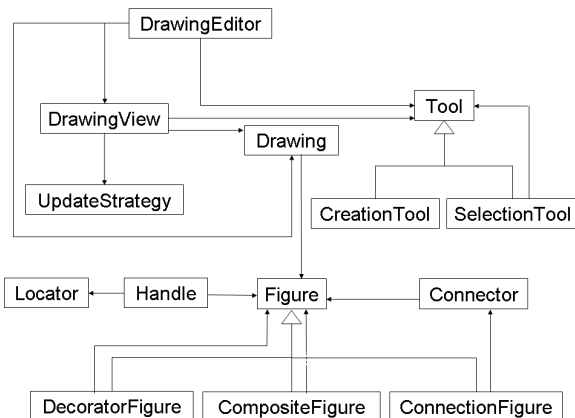 DrawingEditor
Tool
DrawingView
Drawing
UpdateStrategy
CreationTool
SelectionTool
Locator
Handle
Figure
Connector
DecoratorFigure
CompositeFigure
ConnectionFigure